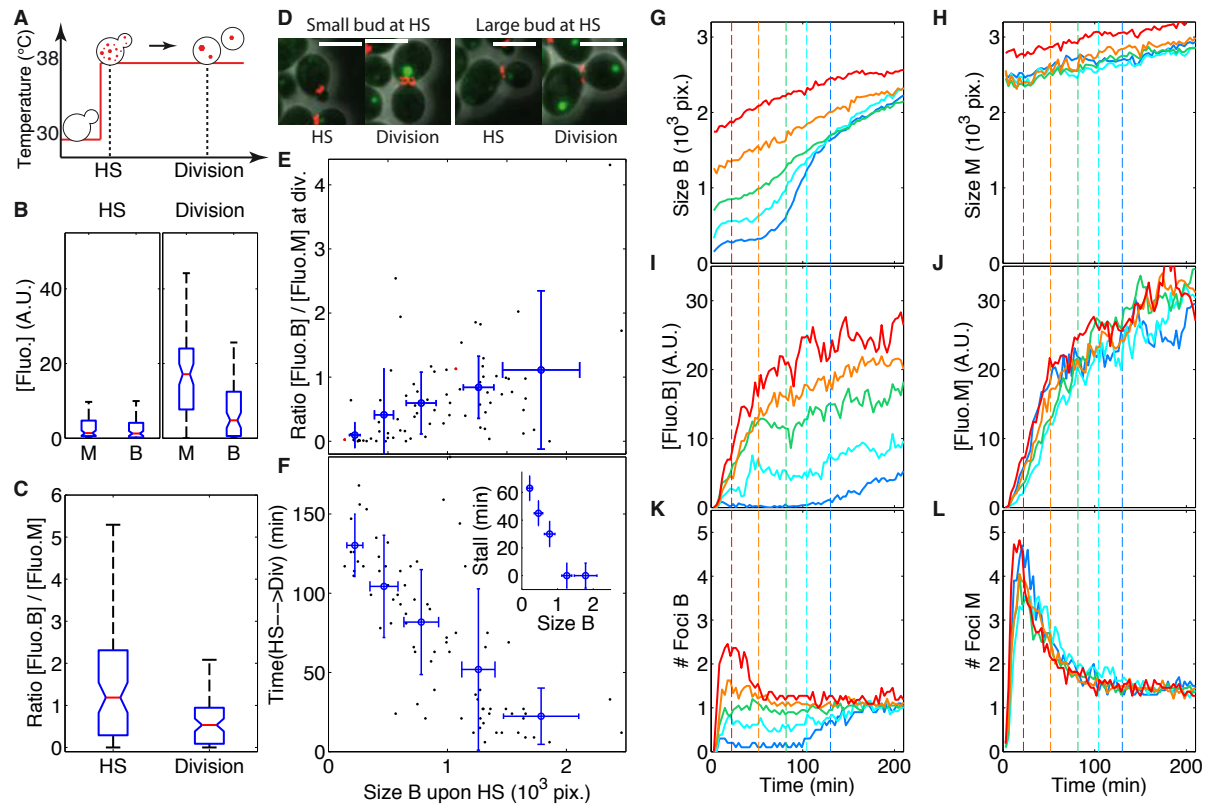 A
Temperature (°C)
38
30
HS
Division
B
HS
Division
[Fluo.] (A.U.)
40
20
0
M
B
M
B
C
Ratio [Fluo.B] / [Fluo.M]
6
5
4
3
2
1
0
HS
Division
D
Small bud at HS
Large bud at HS
HS
Division
HS
Division
E
Ratio [Fluo.B] / [Fluo.M] at div.
4
3
2
1
0
F
Time(HS--->Div) (min)
150
100
50
0
0
1
2
Size B upon HS (10³ pix.)
Stall (min)
60
40
20
0
0
1
2
Size B
G
Size B (10³ pix.)
3
2
1
0
H
Size M (10³ pix.)
3
2
1
0
I
[Fluo.B] (A.U.)
30
20
10
0
J
[Fluo.M] (A.U.)
30
20
10
0
K
# Foci B
5
4
3
2
1
0
0
100
200
Time (min)
L
# Foci M
5
4
3
2
1
0
0
100
200
Time (min)